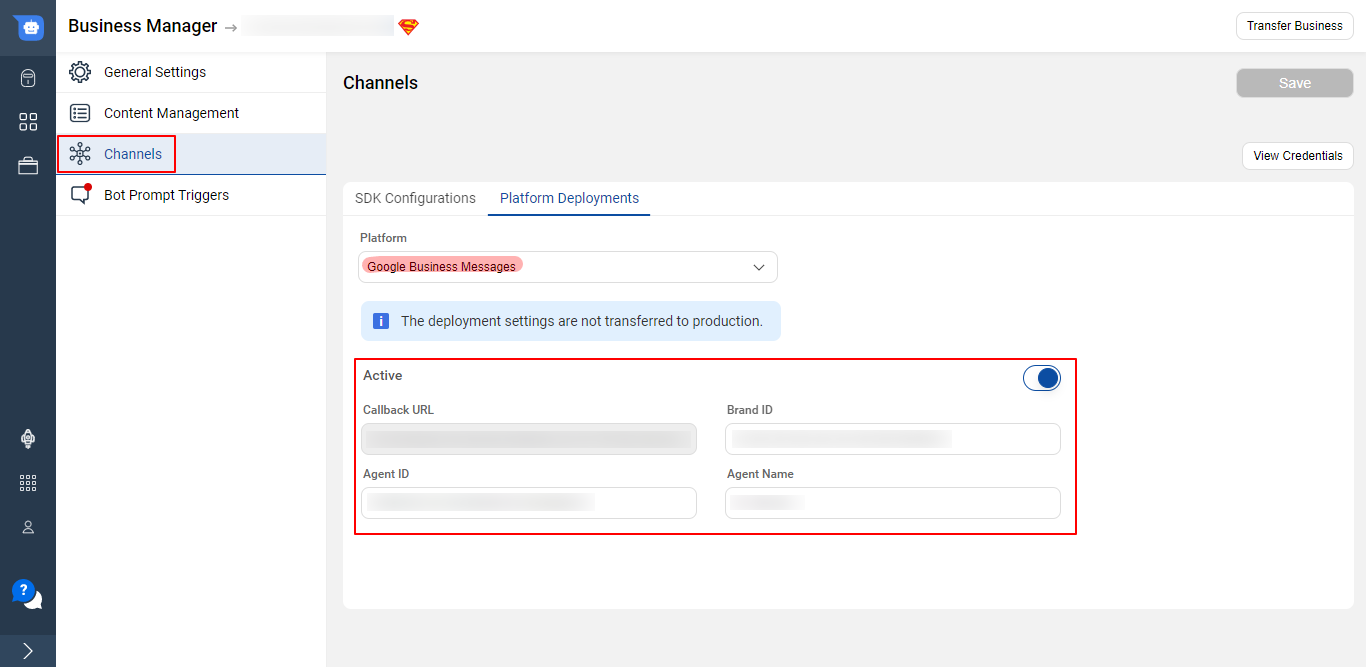 Business Manager →
Transfer Business
General Settings
Content Management
Channels
Bot Prompt Triggers
Channels
Save
View Credentials
SDK Configurations
Platform Deployments
Platform
Google Business Messages
i The deployment settings are not transferred to production.
Active
Callback URL
Brand ID
Agent ID
Agent Name
?